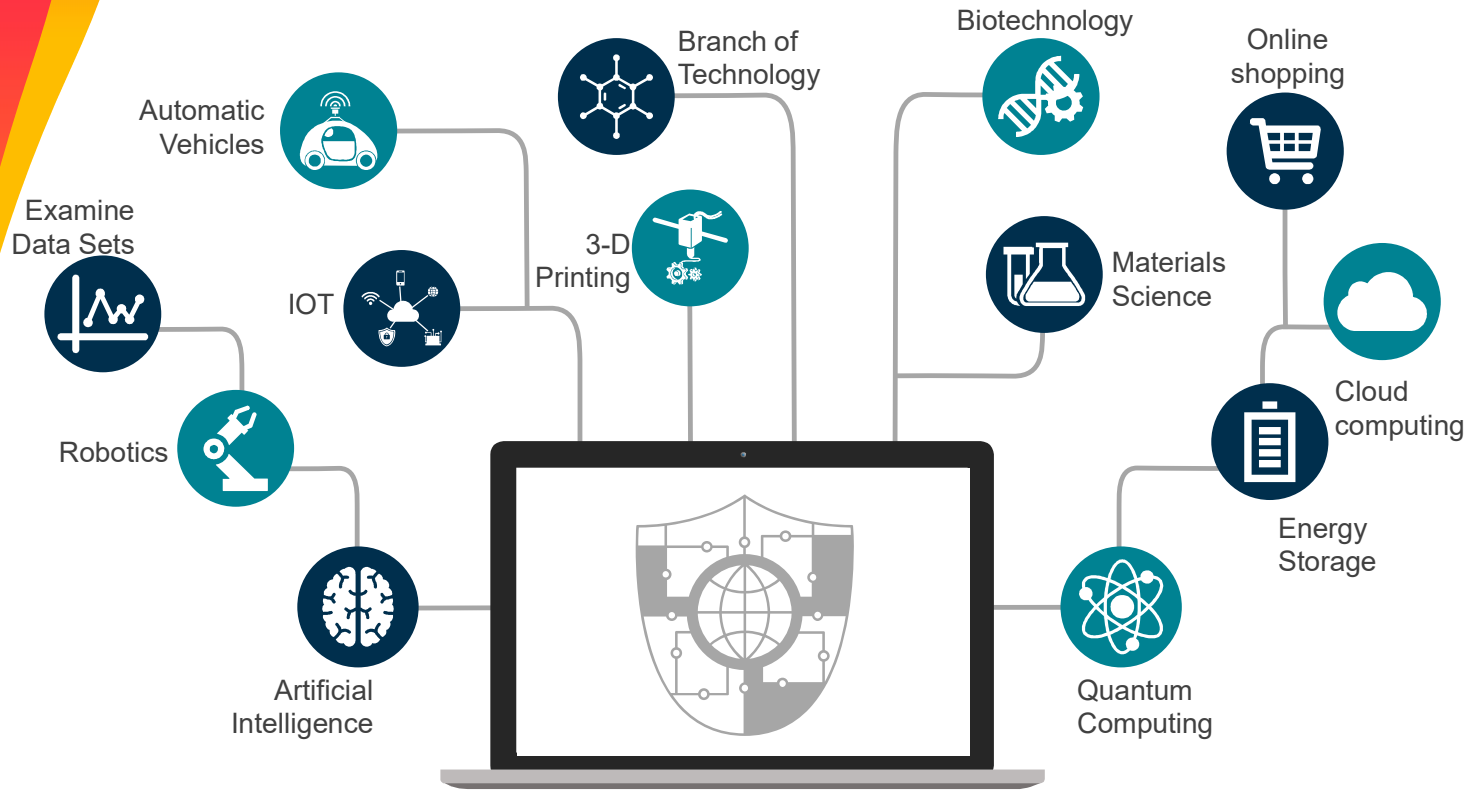 Biotechnology
Branch of
Technology
Online
shopping
Automatic
Vehicles
Examine
Data Sets
3-D
Printing
IOT
Materials
Science
Cloud
computing
Robotics
Energy
Storage
Artificial
Intelligence
Quantum
Computing